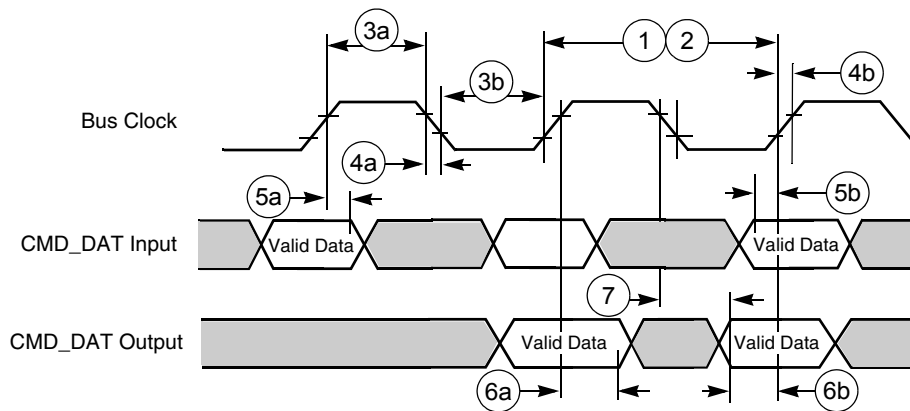 3a
1 2
3b
4b
Bus Clock
4a
5a
5b
CMD_DAT Input
Valid Data
Valid Data
7
CMD_DAT Output
Valid Data
Valid Data
6a
6b